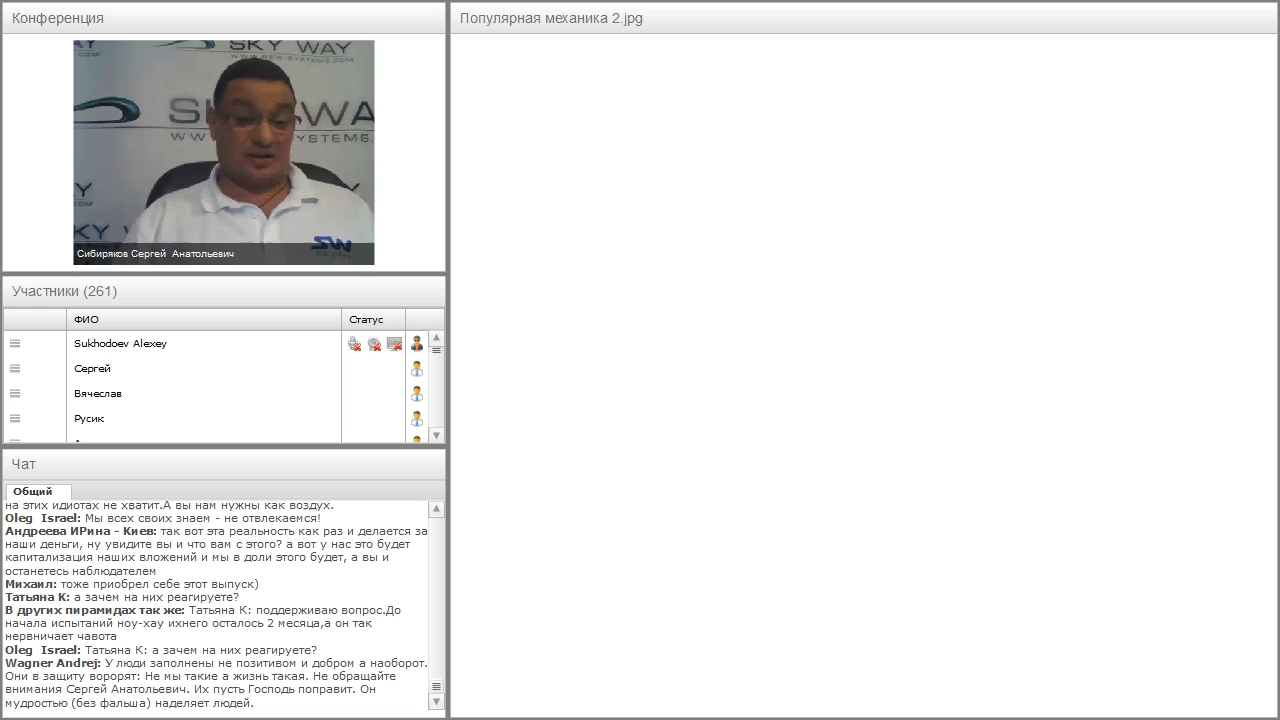 Конференция
SKY WAY
WWW.RSW-SYSTEMS.COM
SKYWA
COM
Сибиряков Сергей Анатольевич
Участники (261)
ФИО Статус
Sukhodoev Alexey
Сергей
Вячеслав
Русик
Чат
Общий
на этих идиотах не хватит.А вы нам нужны как воздух.
Oleg Israel: Мы всех своих знаем - не отвлекаемся!
Андреева ИРина - Киев: так вот эта реальность как раз и делается за
наши деньги, ну увидите вы и что вам с этого? а вот у нас это будет
капитализация наших вложений и мы в доли этого будет, а вы и
останетесь наблюдателем
Михаил: тоже приобрел себе этот выпуск)
Татьяна К: а зачем на них реагируете?
В других пирамидах так же: Татьяна К: поддерживаю вопрос.До
начала испытаний ноу-хау ихнего осталось 2 месяца,а он так
нервничает чавота
Oleg Israel: Татьяна К: а зачем на них реагируете?
Wagner Andrej: У люди заполнены не позитивом и добром а наоборот.
Они в защиту ворорят: Не мы такие а жизнь такая. Не обращайте
внимания Сергей Анатольевич. Их пусть Господь поправит. Он
мудростью (без фальша) наделяет людей.
Популярная механика 2.jpg